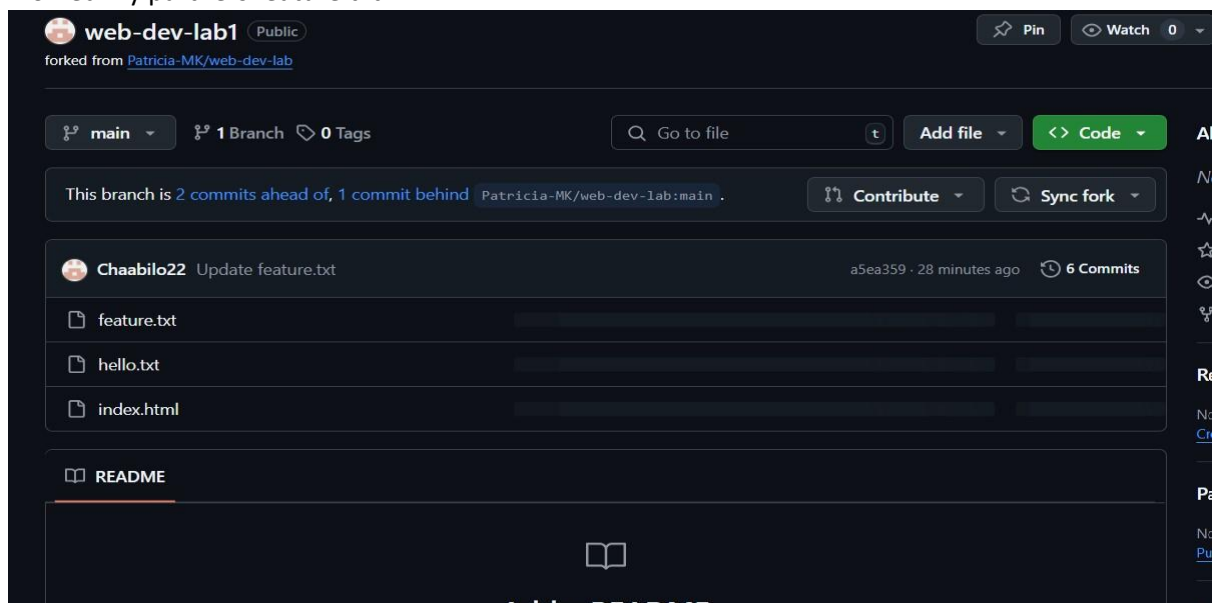 web-dev-lab1 Public
Pin
Watch 0
forked from Patricia-MK/web-dev-lab
main
1 Branch
0 Tags
Go to file
t
Add file
<> Code
This branch is 2 commits ahead of, 1 commit behind Patricia-MK/web-dev-lab:main .
Contribute
Sync fork
Chaabilo22 Update feature.txt
a5ea359 · 28 minutes ago
6 Commits
feature.txt
hello.txt
index.html
README